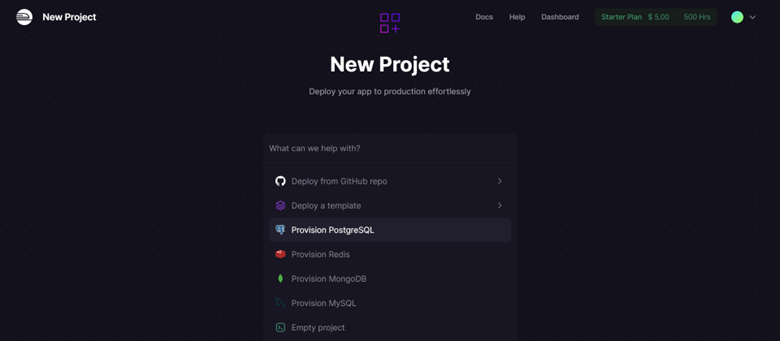 New Project
Docs Help Dashboard Starter Plan $ 5.00 500 Hrs
New Project
Deploy your app to production effortlessly
What can we help with?
Deploy from GitHub repo
Deploy a template
Provision PostgreSQL
Provision Redis
Provision MongoDB
Provision MySQL
Empty project